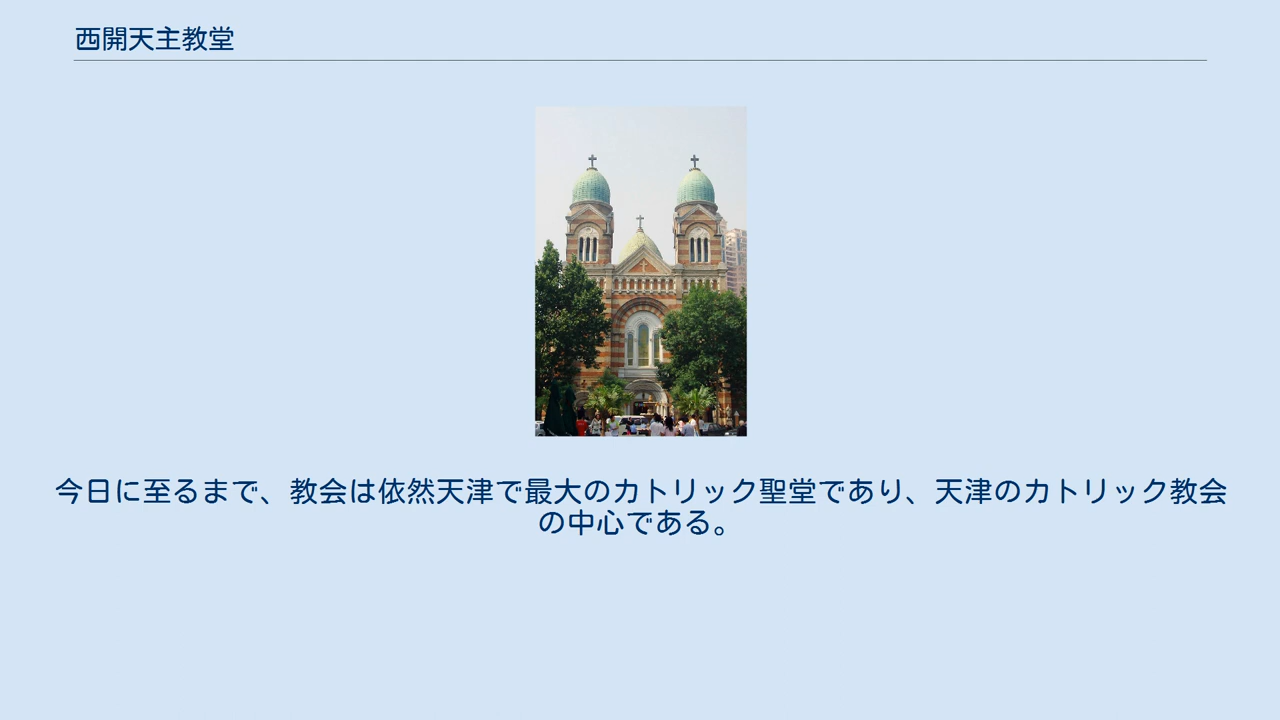 西開天主教堂
今日に至るまで、教会は依然天津で最大のカトリック聖堂であり、天津のカトリック教会
の中心である。